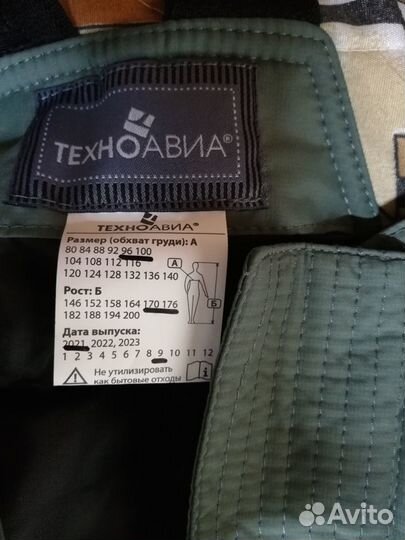 ТЕХНОАВИА®
ТЕХНОАВИА®
Размер (обхват груди): А
80 84 88 92 96 100
104 108 112 116
120 124 128 132 136 140
А
Рост: Б
146 152 158 164 170 176
182 188 194 200
Б
Дата выпуска:
2021, 2022, 2023
1 2 3 4 5 6 7 8 9 10 11 12
Не утилизировать
как бытовые отходы
i
Avito